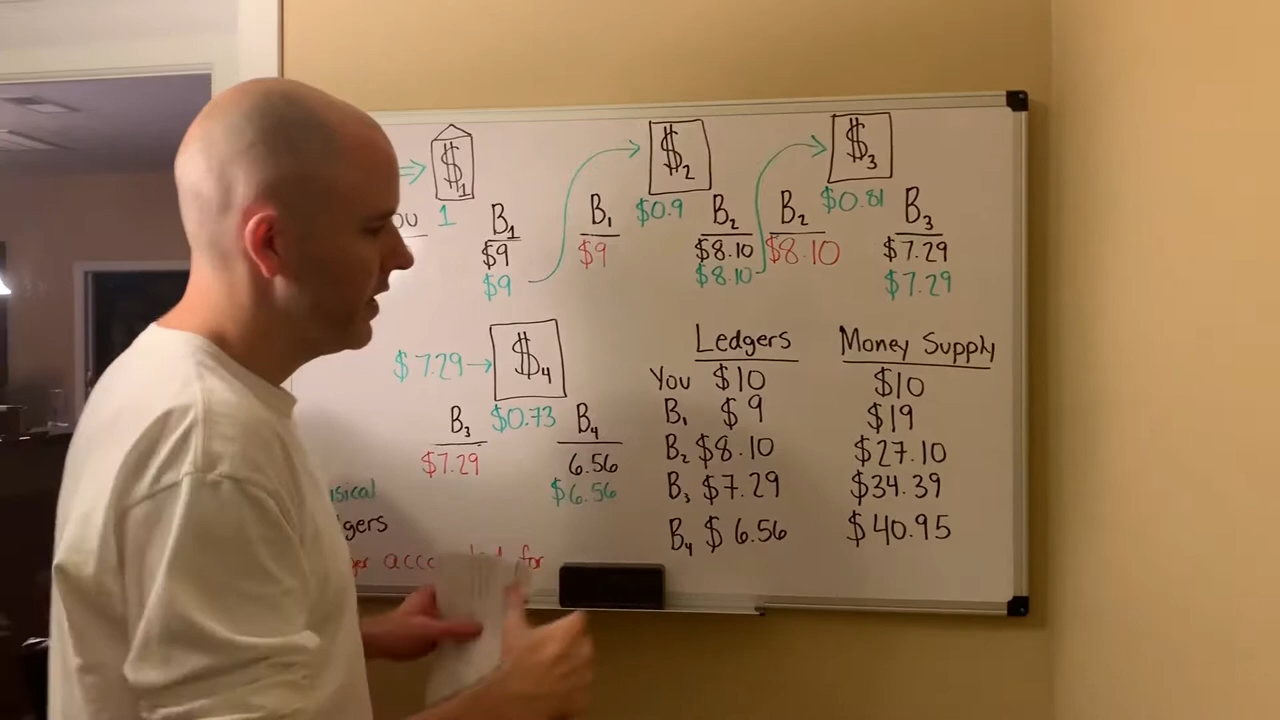 $1 $2 $3
OU 1 B1 B1 $0.9 B2 B2 $0.81 B3
$9 $9 $8.10 $8.10 $7.29
$9 $8.10 $7.29
Ledgers Money Supply
$7.29 → $4
You $10 $10
B3 $0.73 B4 B1 $9 $19
$7.29 6.56 B2 $8.10 $27.10
$6.56 B3 $7.29 $34.39
B4 $6.56 $40.95
for